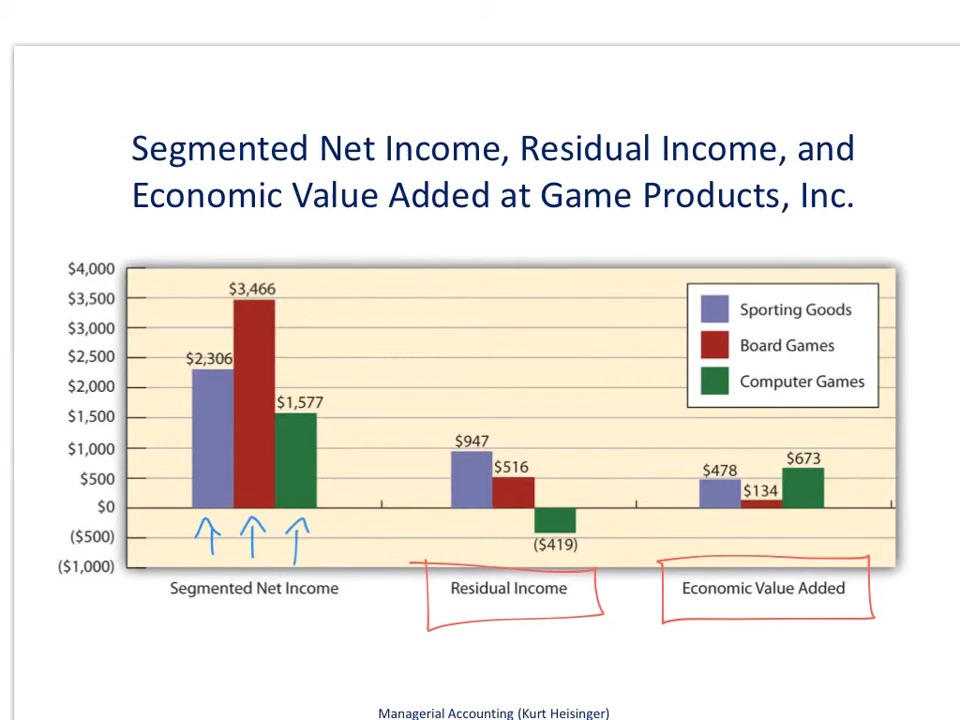 Segmented Net Income, Residual Income, and
Economic Value Added at Game Products, Inc.
$4,000
$3,500
$3,000
$2,500
$2,000
$1,500
$1,000
$500
$0
($500)
($1,000)
$2,306
$3,466
$1,577
$947
$516
($419)
$478
$134
$673
Sporting Goods
Board Games
Computer Games
Segmented Net Income
Residual Income
Economic Value Added
Managerial Accounting (Kurt Heisinger)